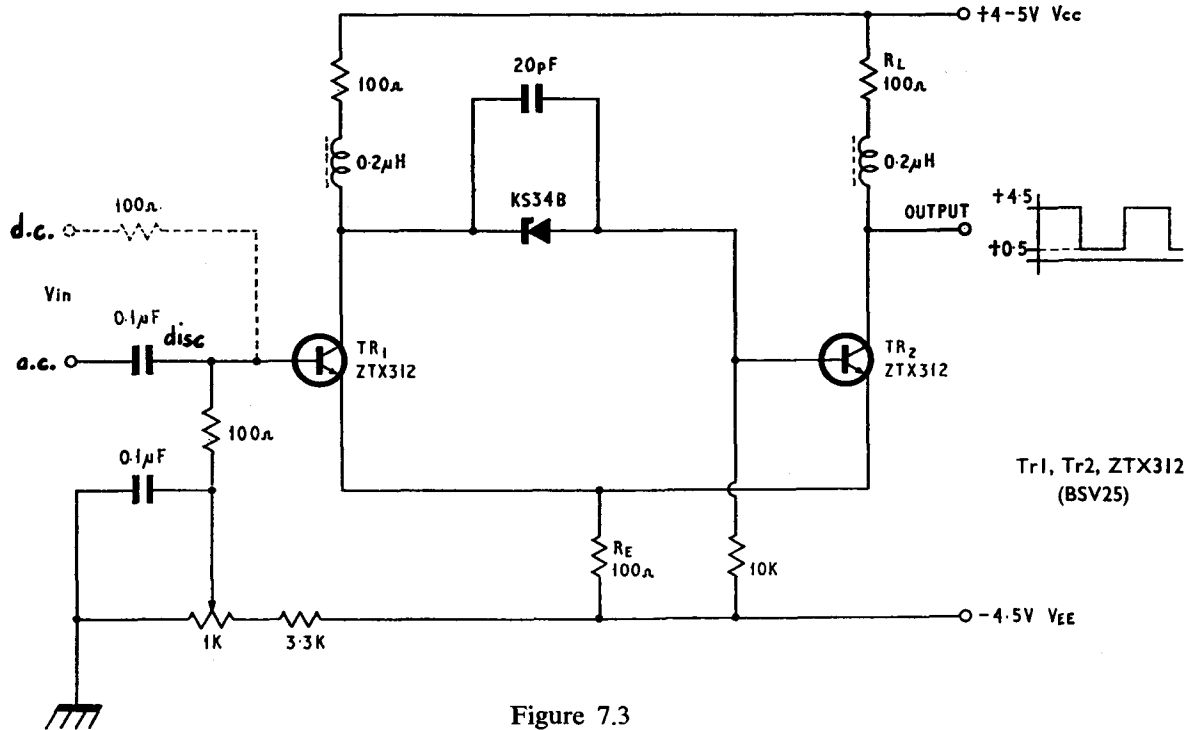 +4-5V Vcc
20pF
100Ω
RL
100Ω
0·2µH
0·2µH
KS34B
100Ω
d.c.
OUTPUT
+4·5
+0·5
Vin
0·1µF
disc
a.c.
TR1
ZTX312
TR2
ZTX312
100Ω
0·1µF
Tr1, Tr2, ZTX312
(BSV25)
RE
100Ω
10K
1K
3·3K
-4·5V VEE
Figure 7.3